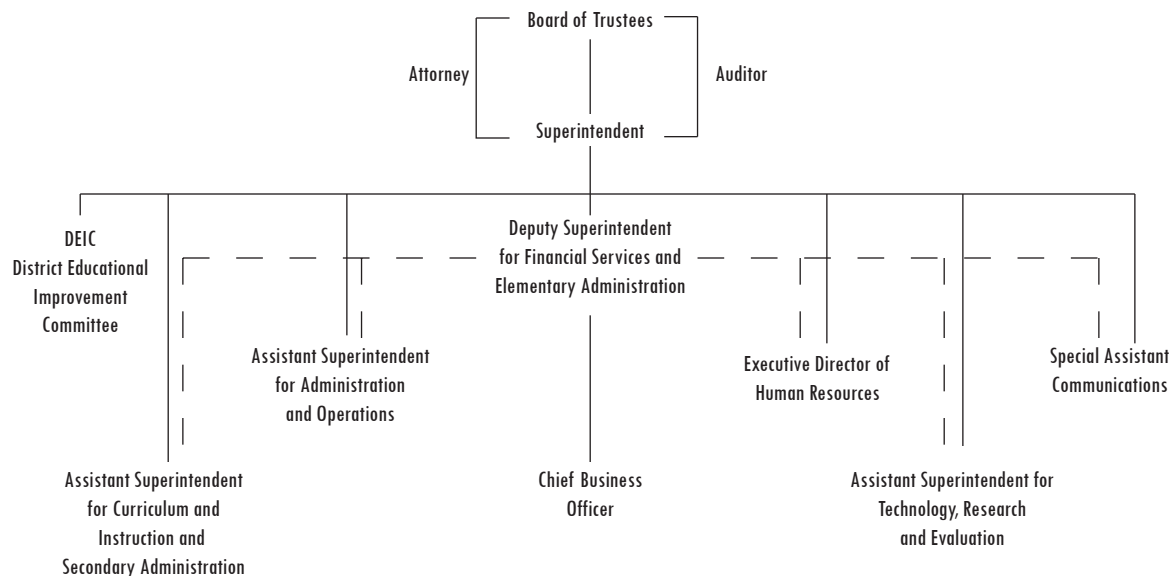 Board of Trustees
Attorney
Auditor
Superintendent
DEIC
District Educational
Improvement
Committee
Deputy Superintendent
for Financial Services and
Elementary Administration
Assistant Superintendent
for Administration
and Operations
Executive Director of
Human Resources
Special Assistant
Communications
Assistant Superintendent
for Curriculum and
Instruction and
Secondary Administration
Chief Business
Officer
Assistant Superintendent for
Technology, Research
and Evaluation